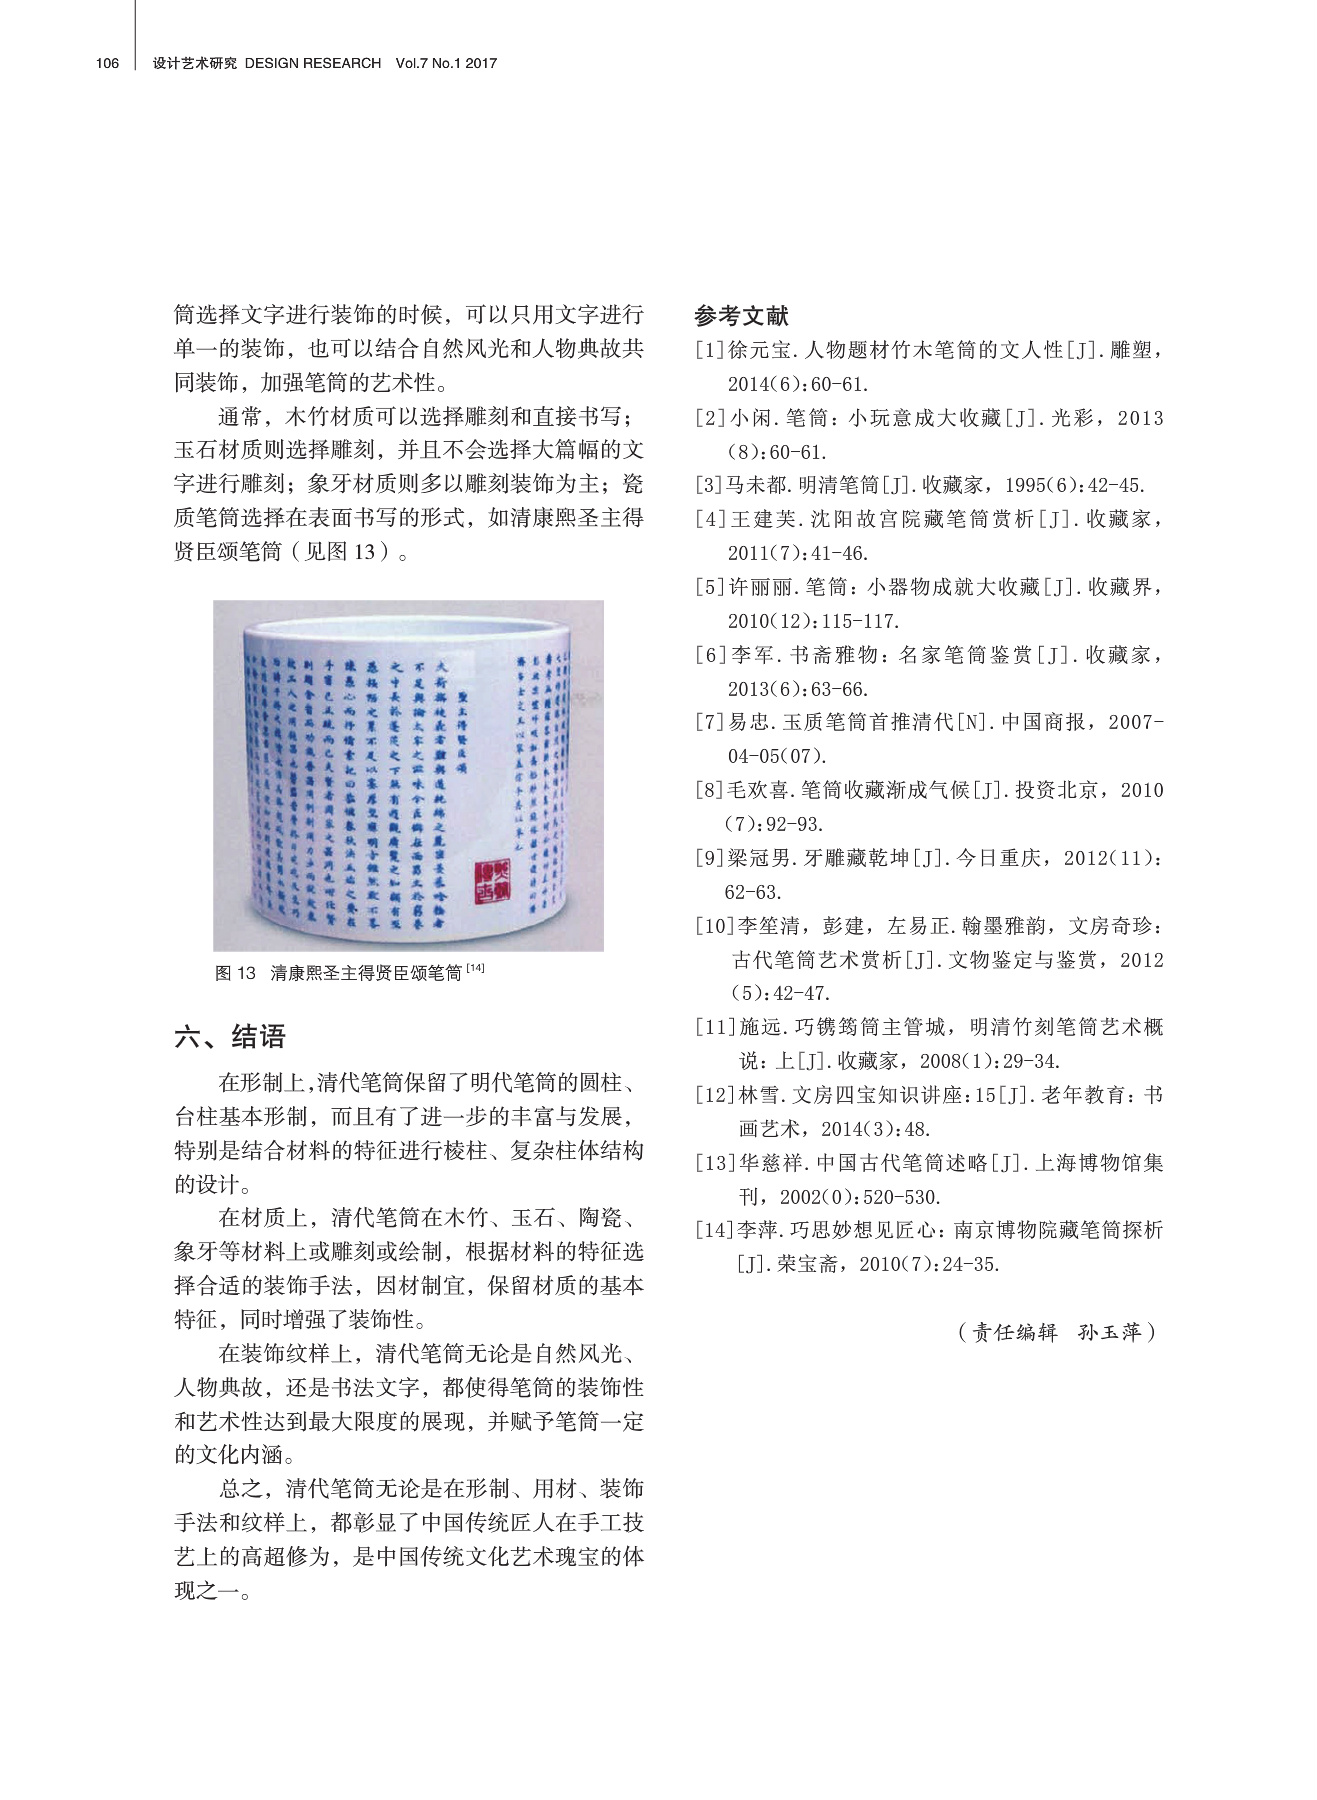 106
设计艺术研究 DESIGN RESEARCH Vol.7 No.1 2017
筒选择文字进行装饰的时候，可以只用文字进行
单一的装饰，也可以结合自然风光和人物典故共
同装饰，加强笔筒的艺术性。
通常，木竹材质可以选择雕刻和直接书写；
玉石材质则选择雕刻，并且不会选择大篇幅的文
字进行雕刻；象牙材质则多以雕刻装饰为主；瓷
质笔筒选择在表面书写的形式，如清康熙圣主得
贤臣颂笔筒（见图 13）。
聖主得賢臣頌
图 13 清康熙圣主得贤臣颂笔筒 [14]
六、结语
在形制上,清代笔筒保留了明代笔筒的圆柱、
台柱基本形制，而且有了进一步的丰富与发展，
特别是结合材料的特征进行棱柱、复杂柱体结构
的设计。
在材质上，清代笔筒在木竹、玉石、陶瓷、
象牙等材料上或雕刻或绘制，根据材料的特征选
择合适的装饰手法，因材制宜，保留材质的基本
特征，同时增强了装饰性。
在装饰纹样上，清代笔筒无论是自然风光、
人物典故，还是书法文字，都使得笔筒的装饰性
和艺术性达到最大限度的展现，并赋予笔筒一定
的文化内涵。
总之，清代笔筒无论是在形制、用材、装饰
手法和纹样上，都彰显了中国传统匠人在手工技
艺上的高超修为，是中国传统文化艺术瑰宝的体
现之一。
参考文献
[1]徐元宝. 人物题材竹木笔筒的文人性[J]. 雕塑，
2014(6):60-61.
[2]小闲. 笔筒：小玩意成大收藏[J]. 光彩，2013
(8):60-61.
[3]马未都. 明清笔筒[J]. 收藏家，1995(6):42-45.
[4]王建芙. 沈阳故宫院藏笔筒赏析[J]. 收藏家，
2011(7):41-46.
[5]许丽丽. 笔筒：小器物成就大收藏[J]. 收藏界，
2010(12):115-117.
[6]李军. 书斋雅物：名家笔筒鉴赏[J]. 收藏家，
2013(6):63-66.
[7]易忠. 玉质笔筒首推清代[N]. 中国商报，2007-
04-05(07).
[8]毛欢喜. 笔筒收藏渐成气候[J]. 投资北京，2010
(7):92-93.
[9]梁冠男. 牙雕藏乾坤[J]. 今日重庆，2012(11):
62-63.
[10]李笙清，彭建，左易正. 翰墨雅韵，文房奇珍：
古代笔筒艺术赏析[J]. 文物鉴定与鉴赏，2012
(5):42-47.
[11]施远. 巧镌筠筒主管城，明清竹刻笔筒艺术概
说：上[J]. 收藏家，2008(1):29-34.
[12]林雪. 文房四宝知识讲座:15[J]. 老年教育：书
画艺术，2014(3):48.
[13]华慈祥. 中国古代笔筒述略[J]. 上海博物馆集
刊，2002(0):520-530.
[14]李萍. 巧思妙想见匠心：南京博物院藏笔筒探析
[J]. 荣宝斋，2010(7):24-35.
（责任编辑 孙玉萍）